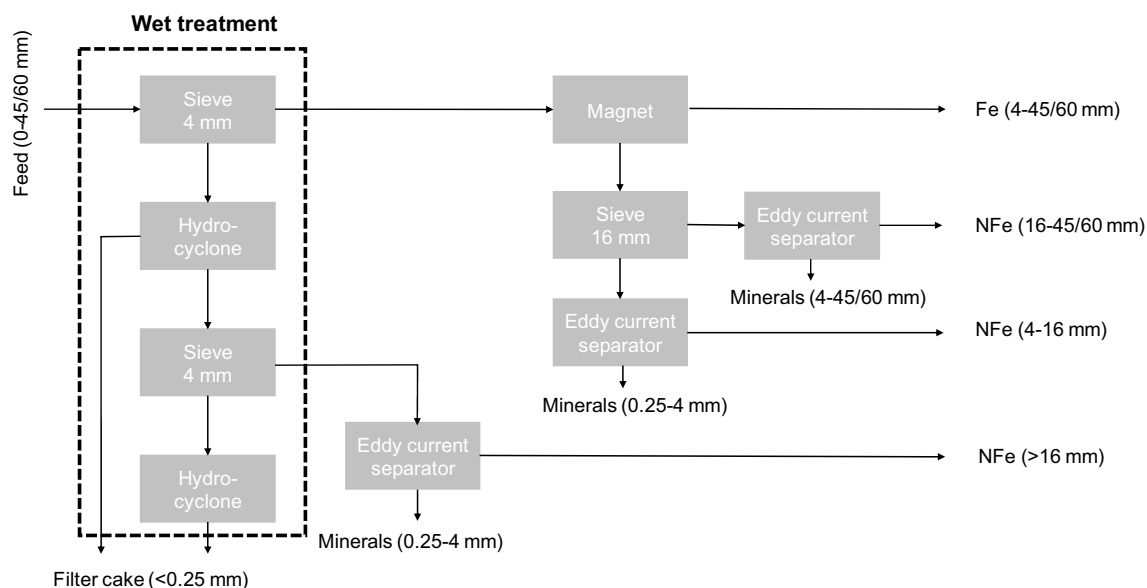 Wet treatment
Feed (0-45/60 mm)
Sieve
4 mm
Magnet
Fe (4-45/60 mm)
Hydro-
cyclone
Sieve
16 mm
Eddy current
separator
NFe (16-45/60 mm)
Minerals (4-45/60 mm)
Sieve
4 mm
Eddy current
separator
NFe (4-16 mm)
Minerals (0.25-4 mm)
Eddy current
separator
NFe (>16 mm)
Hydro-
cyclone
Minerals (0.25-4 mm)
Filter cake (<0.25 mm)